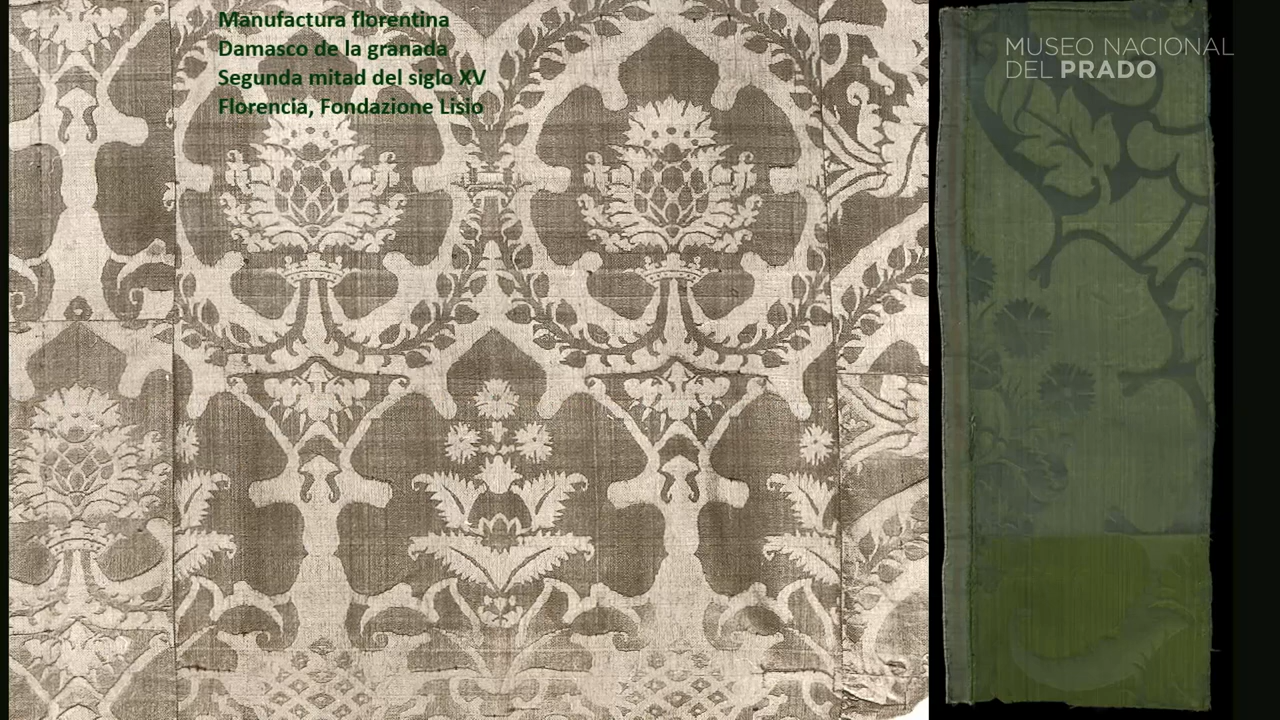 Manufactura florentina
Damasco de la granada
Segunda mitad del siglo XV
Florencia, Fondazione Lisio
MUSEO NACIONAL
DEL PRADO